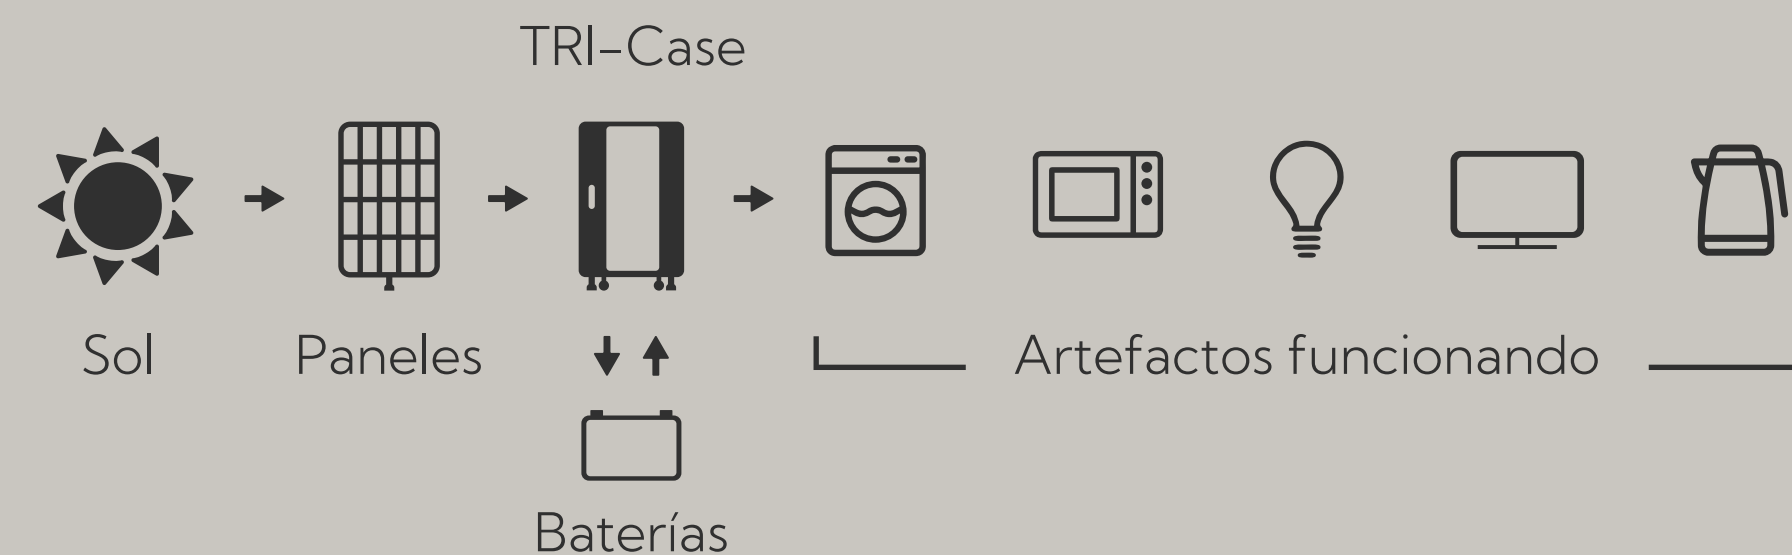 TRI-Case
Sol
Paneles
Artefactos funcionando
Baterías